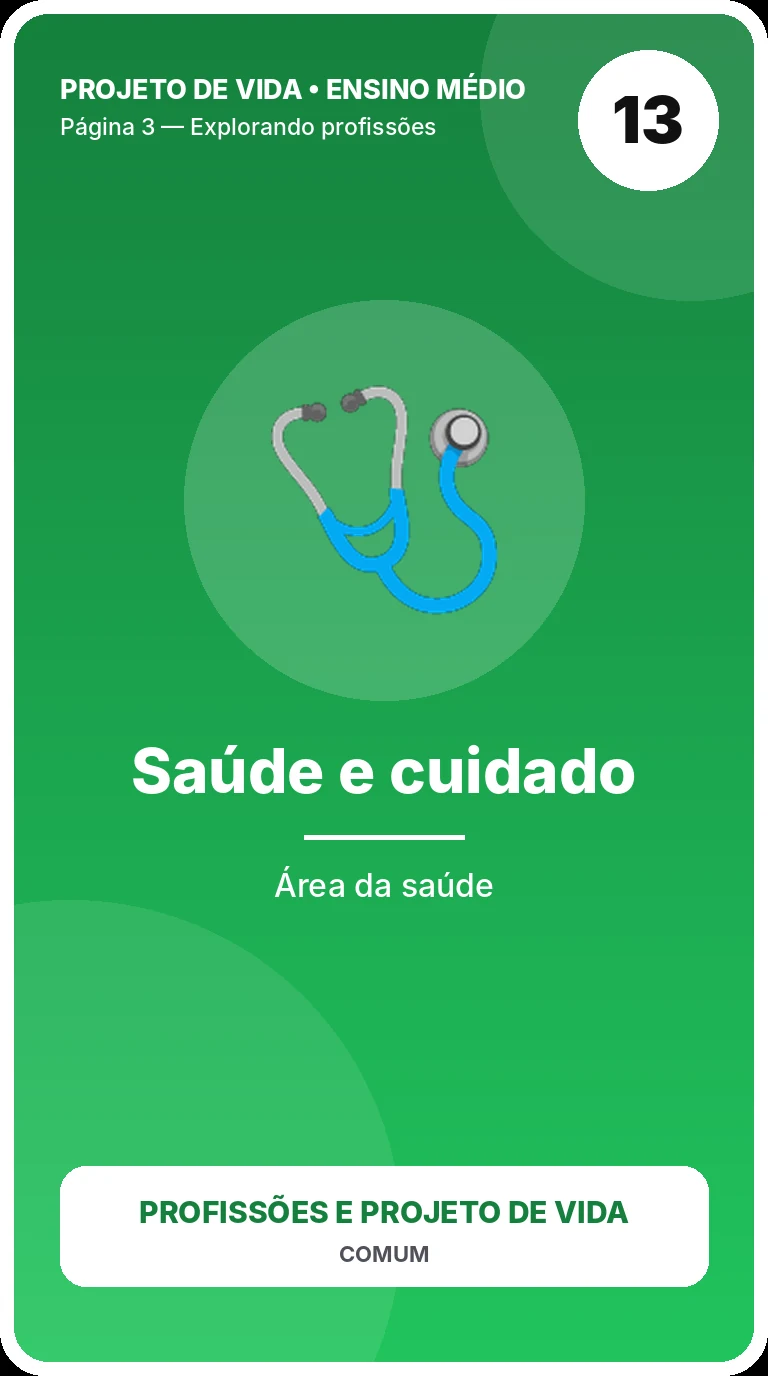 PROJETO DE VIDA • ENSINO MÉDIO
Página 3 — Explorando profissões
13
Saúde e cuidado
Área da saúde
PROFISSÕES E PROJETO DE VIDA
COMUM